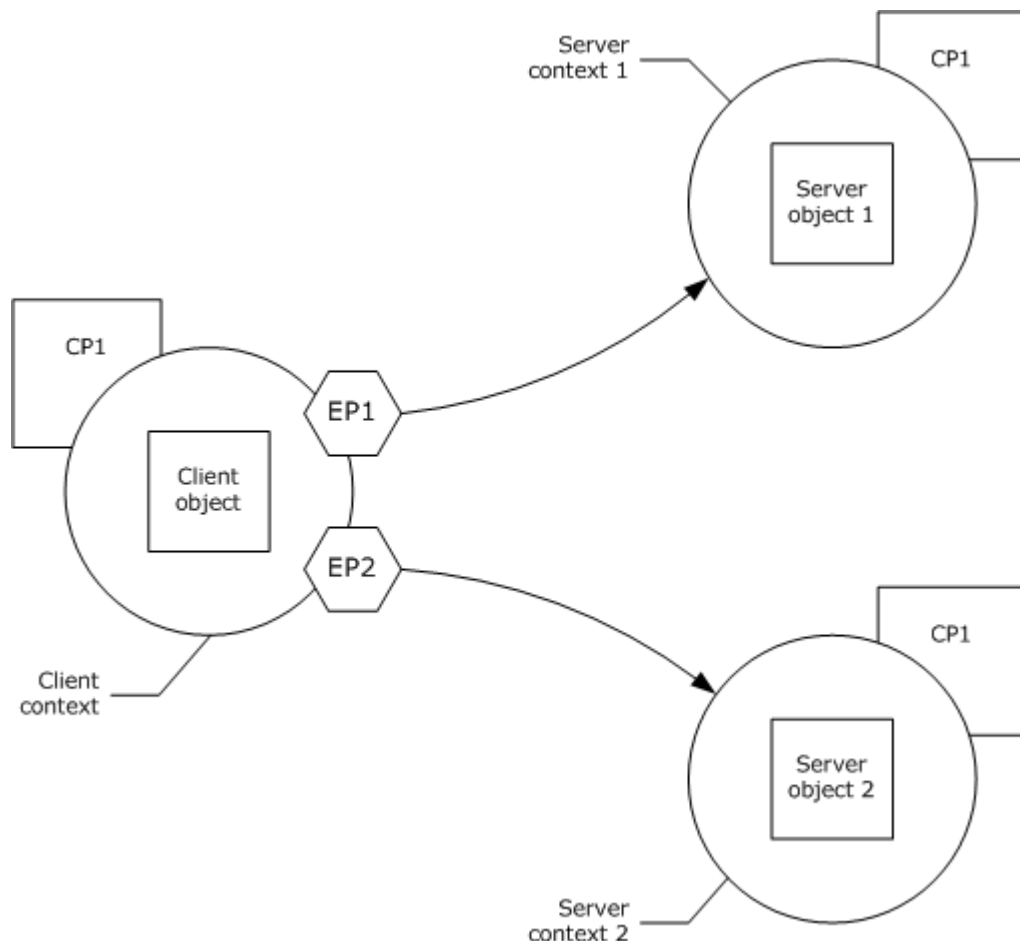 Server
context 1
CP1
Server
object 1
CP1
EP1
Client
object
EP2
Client
context
CP1
Server
object 2
Server
context 2